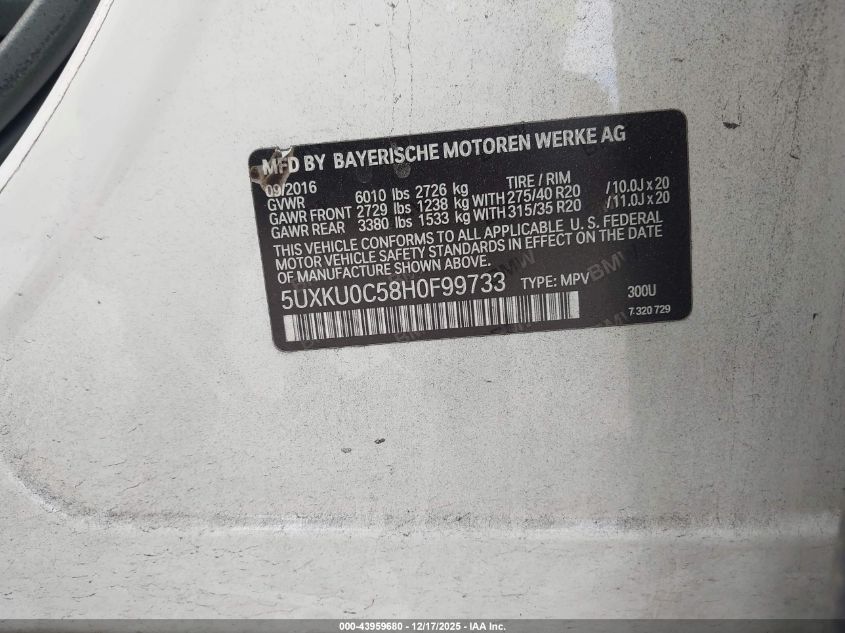 MFD BY BAYERISCHE MOTOREN WERKE AG
09/2016 TIRE / RIM
GVWR 6010 lbs 2726 kg
GAWR FRONT 2729 lbs 1238 kg WITH 275/40 R20 / 10.0J x 20
GAWR REAR 3380 lbs 1533 kg WITH 315/35 R20 / 11.0J x 20
THIS VEHICLE CONFORMS TO ALL APPLICABLE U. S. FEDERAL
MOTOR VEHICLE SAFETY STANDARDS IN EFFECT ON THE DATE
OF MANUFACTURE SHOWN ABOVE.
5UXKU0C58H0F99733 TYPE: MPV 300U
7 320 729
000-43959680 - 12/17/2025 - IAA Inc.